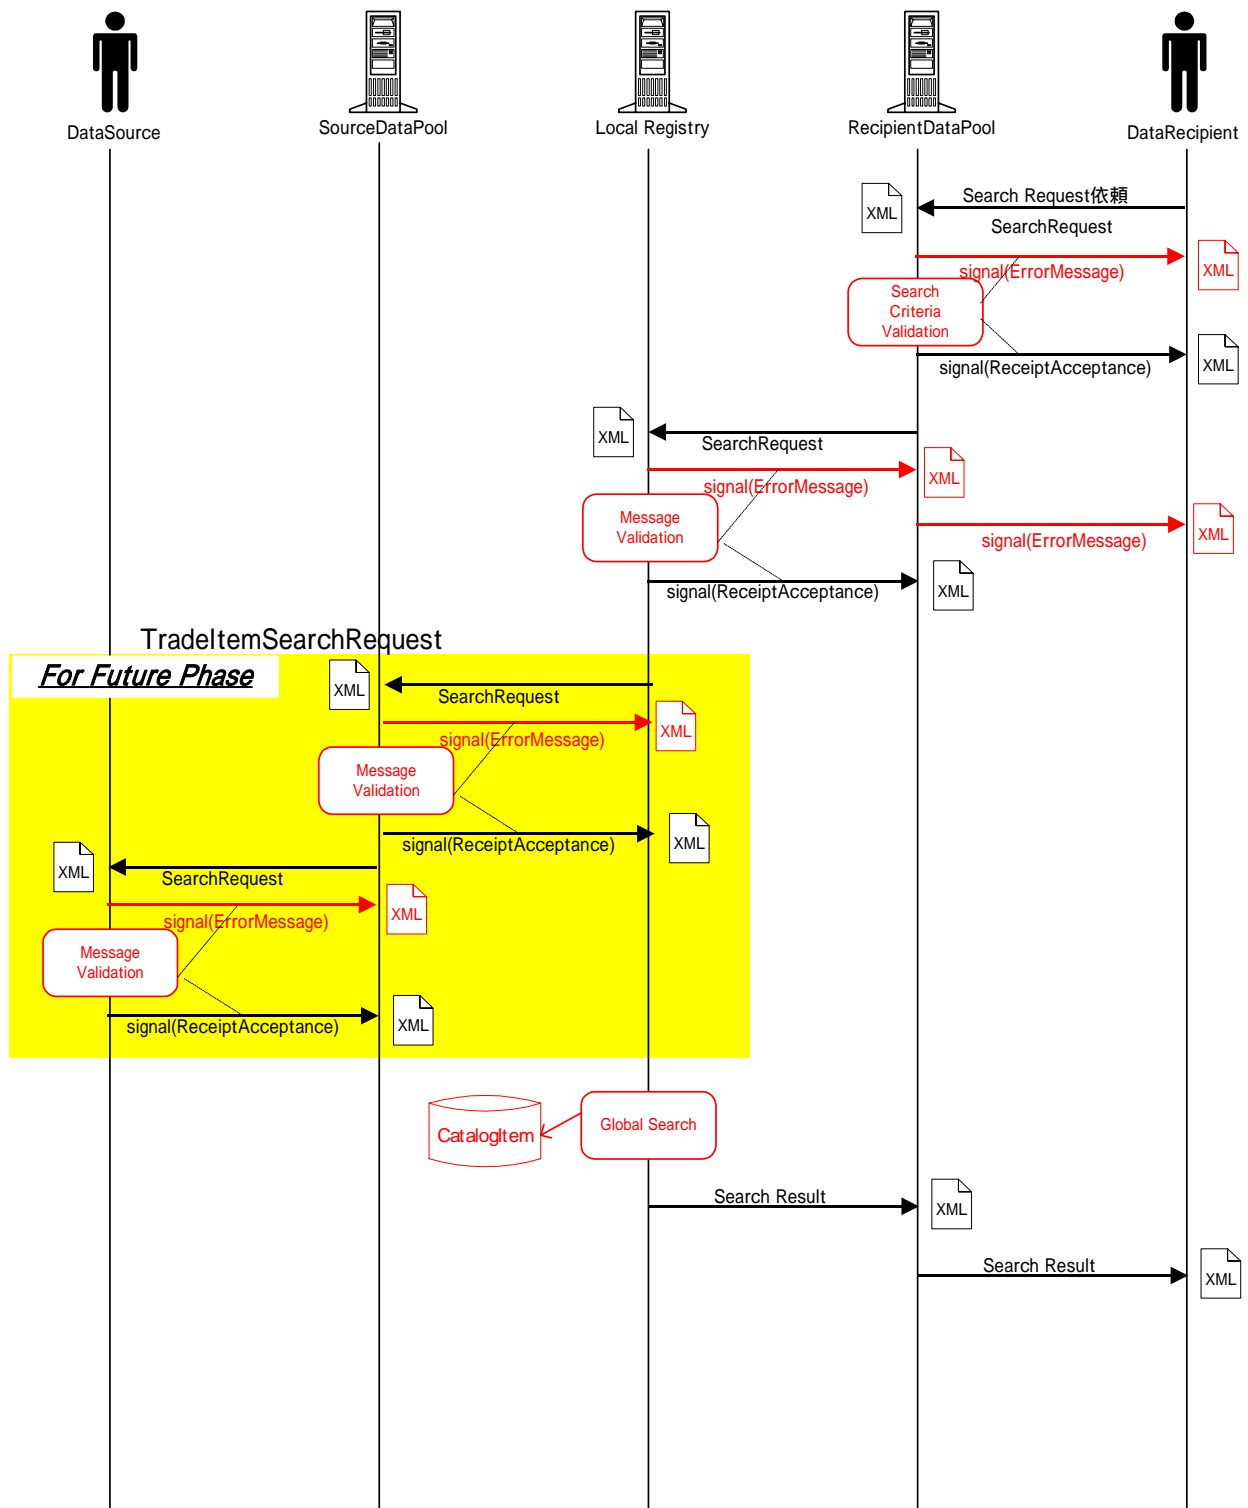 DataSource
SourceDataPool
Local Registry
RecipientDataPool
DataRecipient
Search Request依頼
XML
SearchRequest
signal(ErrorMessage)
XML
Search
Criteria
Validation
signal(ReceiptAcceptance)
XML
XML
SearchRequest
signal(ErrorMessage)
XML
Message
Validation
signal(ErrorMessage)
XML
signal(ReceiptAcceptance)
XML
TradeItemSearchRequest
For Future Phase
XML
SearchRequest
signal(ErrorMessage)
XML
Message
Validation
signal(ReceiptAcceptance)
XML
XML
SearchRequest
signal(ErrorMessage)
XML
Message
Validation
signal(ReceiptAcceptance)
XML
CatalogItem
Global Search
Search Result
XML
Search Result
XML